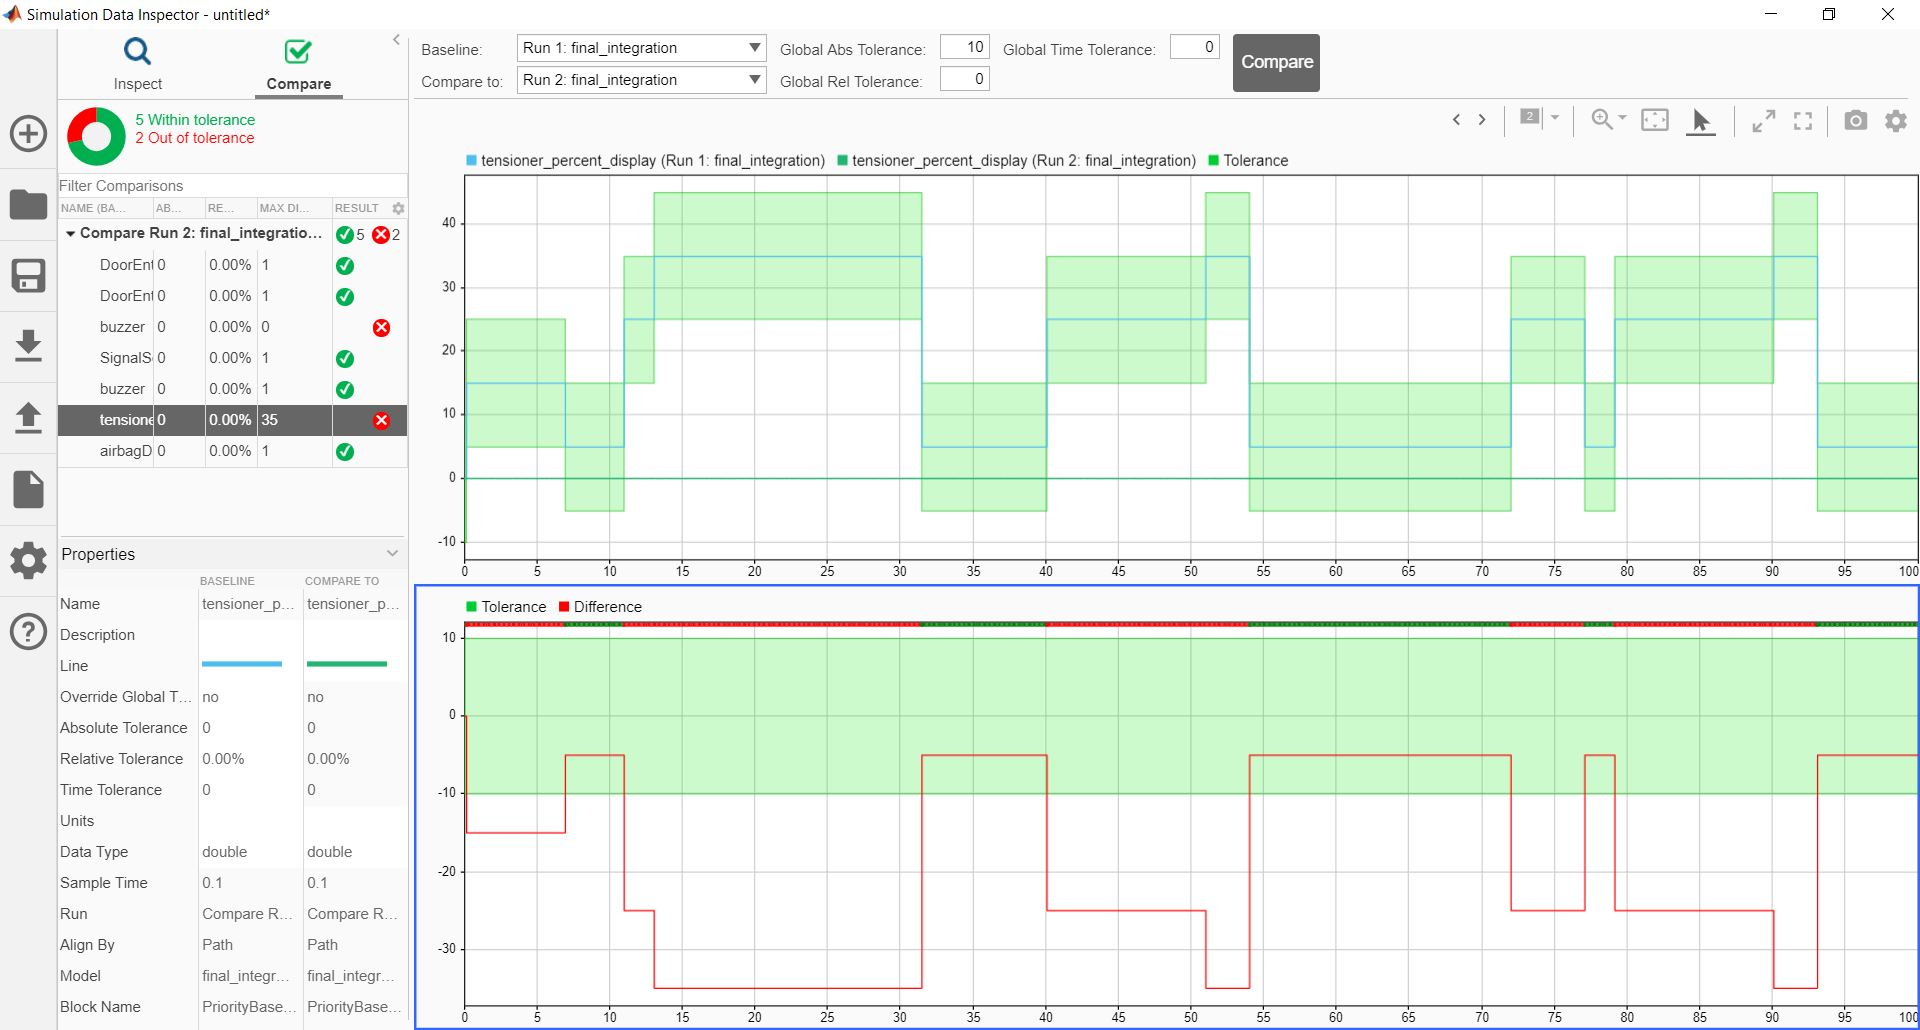 Simulation Data Inspector - untitled*
Inspect
Compare
5 Within tolerance
2 Out of tolerance
Filter Comparisons
NAME (BA... AB... RE... MAX DI... RESULT
Compare Run 2: final_integratio... 5 2
DoorEnt 0 0.00% 1
DoorEnt 0 0.00% 1
buzzer 0 0.00% 0
SignalS 0 0.00% 1
buzzer 0 0.00% 1
tensione 0 0.00% 35
airbagD 0 0.00% 1
Properties
BASELINE COMPARE TO
Name tensioner_p... tensioner_p...
Description
Line
Override Global T... no no
Absolute Tolerance 0 0
Relative Tolerance 0.00% 0.00%
Time Tolerance 0 0
Units
Data Type double double
Sample Time 0.1 0.1
Run Compare R... Compare R...
Align By Path Path
Model final_integr... final_integr...
Block Name PriorityBase... PriorityBase...
Baseline: Run 1: final_integration Global Abs Tolerance: 10 Global Time Tolerance: 0
Compare to: Run 2: final_integration Global Rel Tolerance: 0
Compare
2
tensioner_percent_display (Run 1: final_integration) tensioner_percent_display (Run 2: final_integration) Tolerance
40
30
20
10
0
-10
0 5 10 15 20 25 30 35 40 45 50 55 60 65 70 75 80 85 90 95 100
Tolerance Difference
10
0
-10
-20
-30
0 5 10 15 20 25 30 35 40 45 50 55 60 65 70 75 80 85 90 95 100